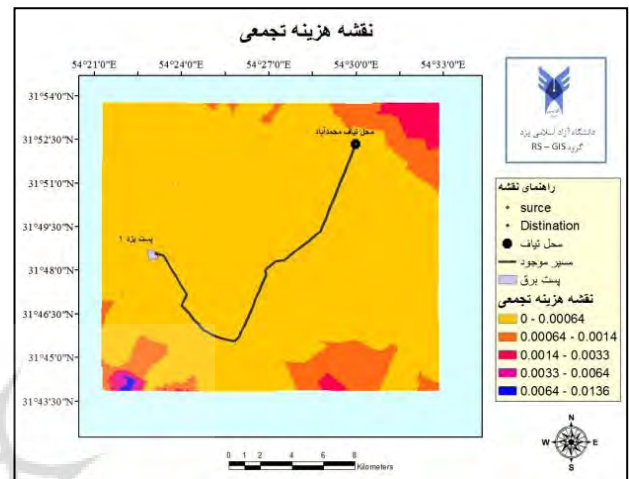 نقشه هزینه تجمعی
54°21'0"E 54°24'0"E 54°27'0"E 54°30'0"E 54°33'0"E
31°54'0"N
31°52'30"N
31°51'0"N
31°49'30"N
31°48'0"N
31°46'30"N
31°45'0"N
31°43'30"N
محل تپاف محمدآباد
پست یزد ۱
دانشگاه آزاد اسلامی یزد
گروه RS – GIS
راهنمای نقشه
surce
Distination
محل تپاف
مسیر موجود
پست برق
نقشه هزینه تجمعی
0 - 0.00064
0.00064 - 0.0014
0.0014 - 0.0033
0.0033 - 0.0064
0.0064 - 0.0136
0 1 2 4 6 8
Kilometers
N
W E
S